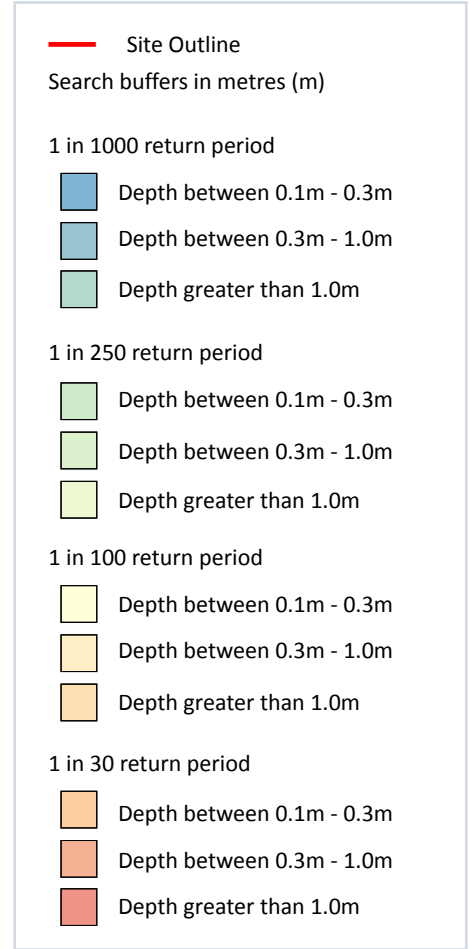 Site Outline
Search buffers in metres (m)
1 in 1000 return period
Depth between 0.1m - 0.3m
Depth between 0.3m - 1.0m
Depth greater than 1.0m
1 in 250 return period
Depth between 0.1m - 0.3m
Depth between 0.3m - 1.0m
Depth greater than 1.0m
1 in 100 return period
Depth between 0.1m - 0.3m
Depth between 0.3m - 1.0m
Depth greater than 1.0m
1 in 30 return period
Depth between 0.1m - 0.3m
Depth between 0.3m - 1.0m
Depth greater than 1.0m